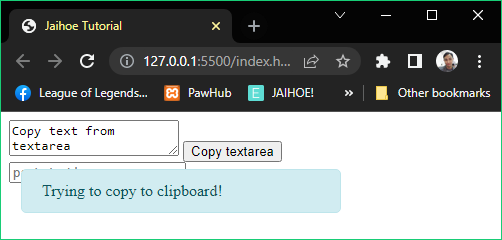 Jaihoe Tutorial
127.0.0.1:5500/index.h...
League of Legends...
PawHub
JAIHOE!
»
Other bookmarks
Copy text from
textarea
Copy textarea
Trying to copy to clipboard!